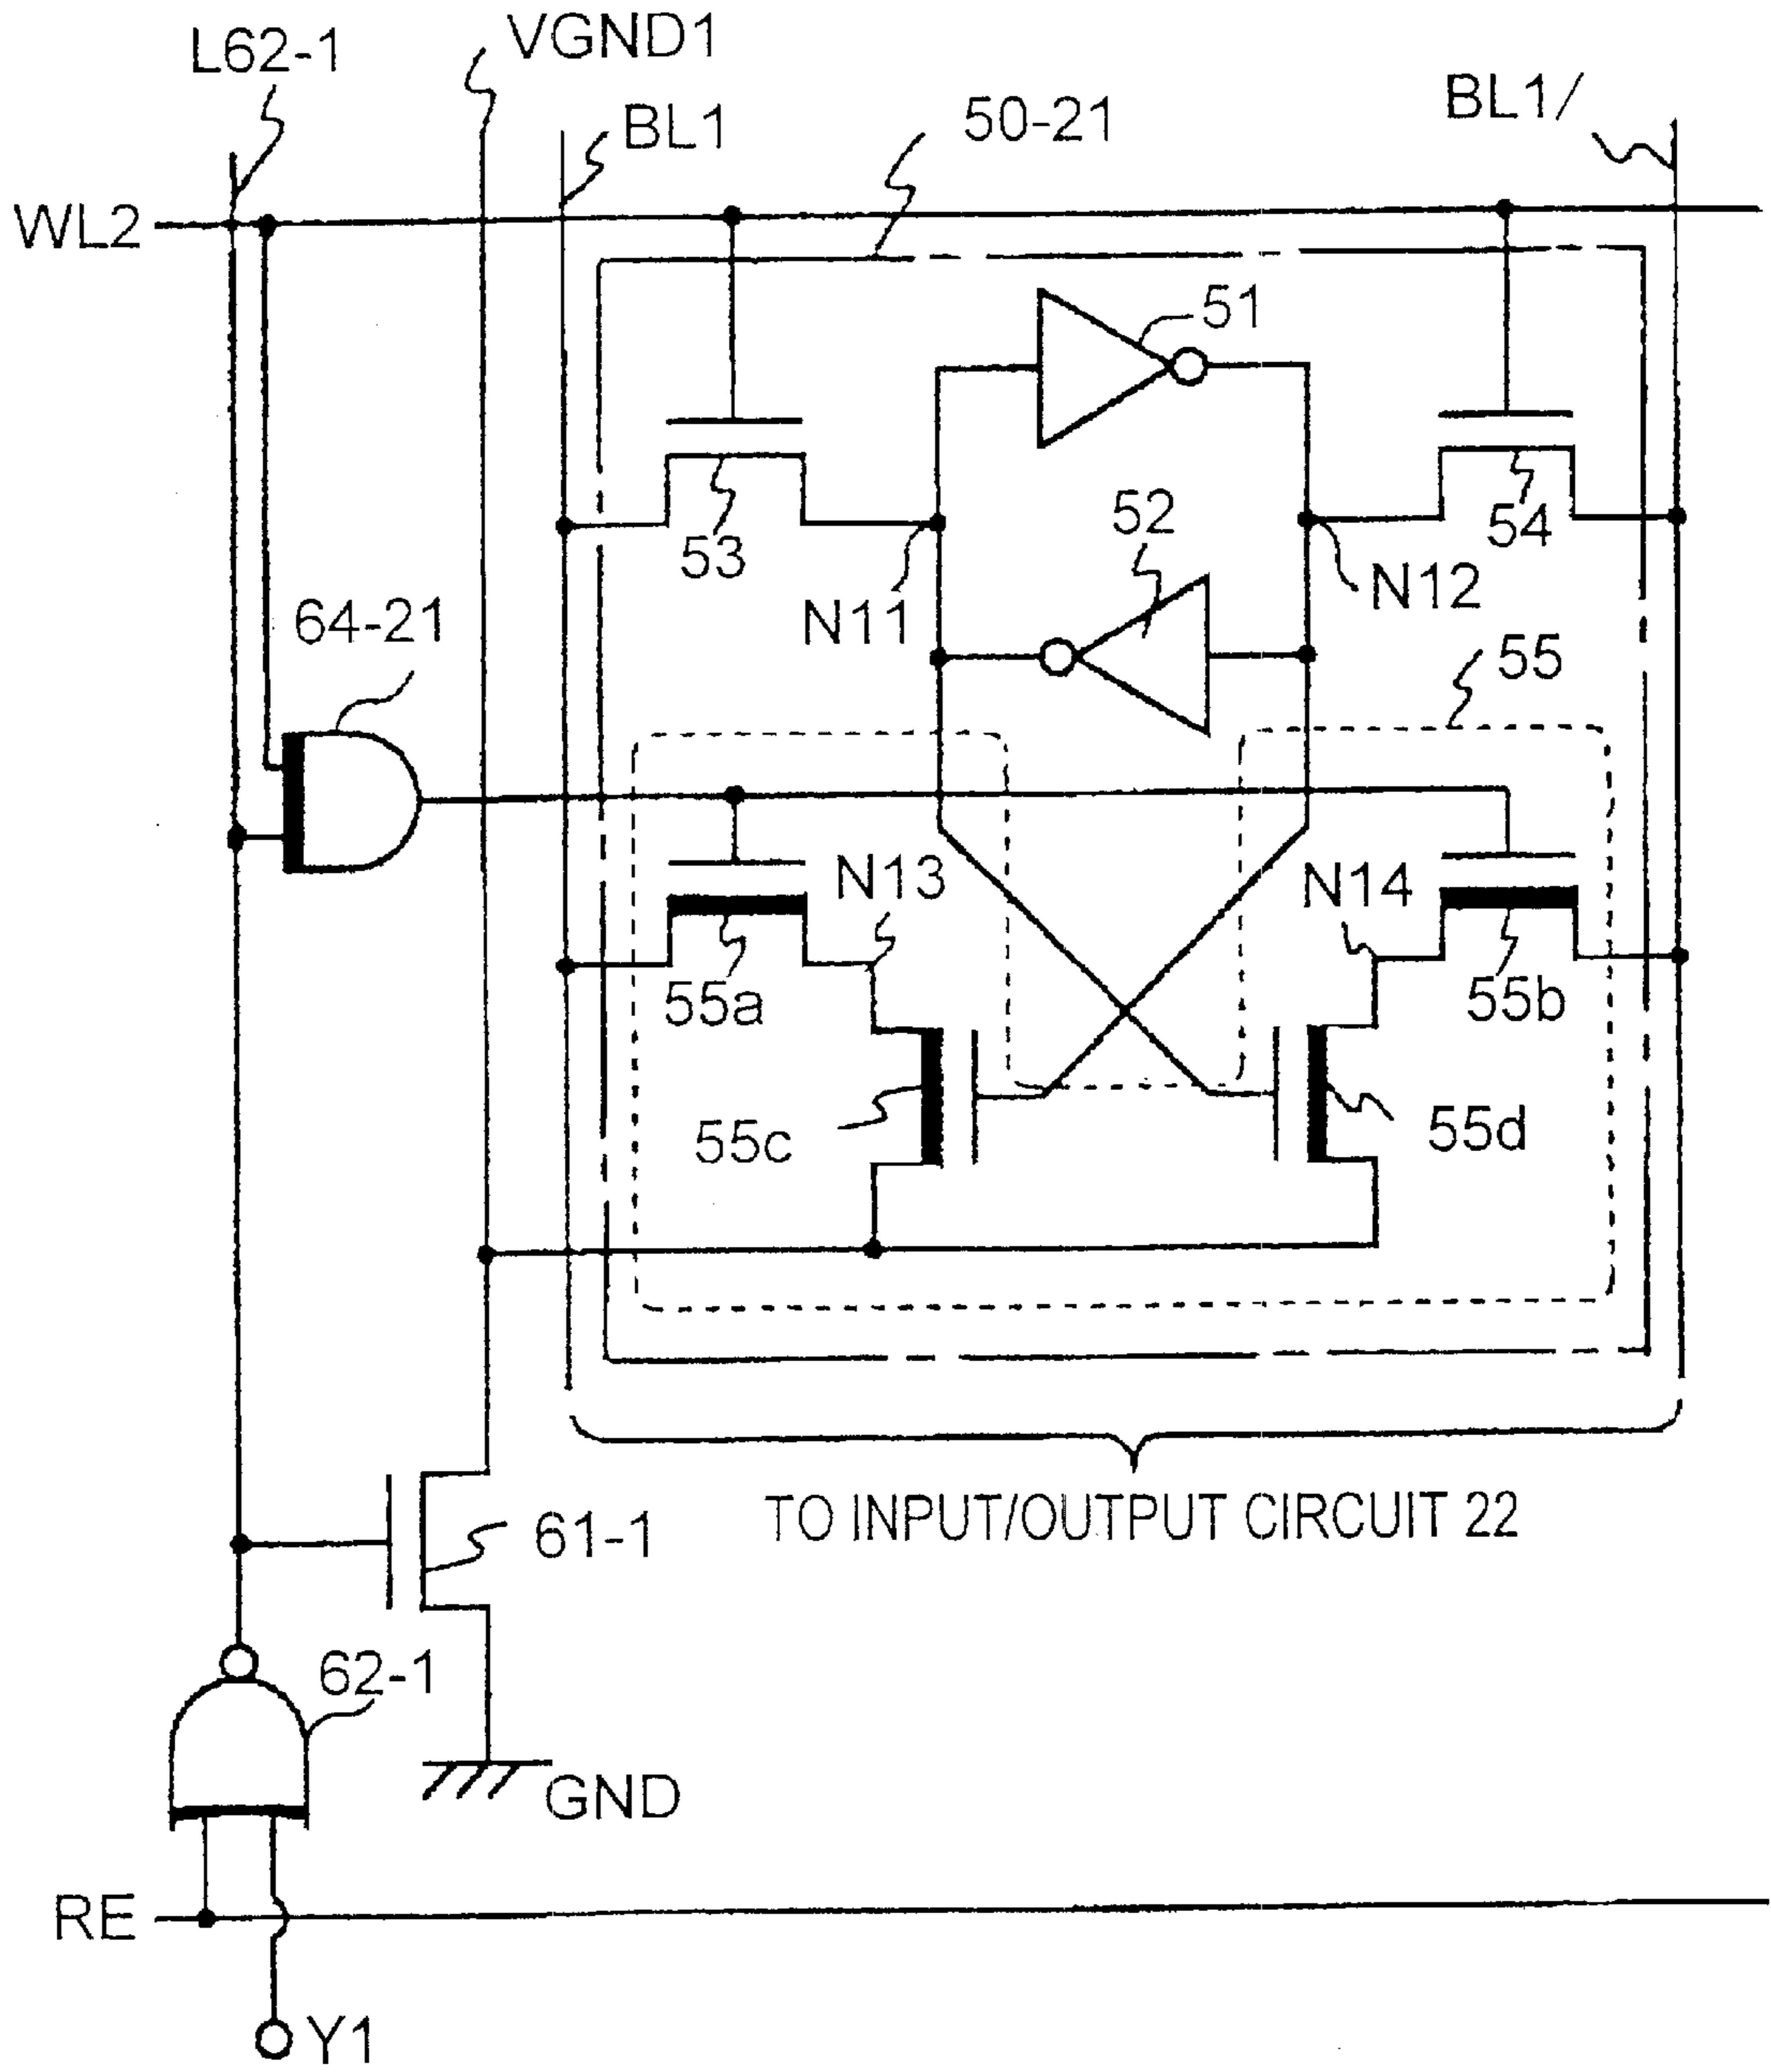 L62-1
VGND1
BL1
50-21
BL1/
WL2
51
53
52
54
N11
N12
64-21
55
N13
N14
55a
55b
55c
55d
TO INPUT/OUTPUT CIRCUIT 22
61-1
62-1
GND
RE
Y1